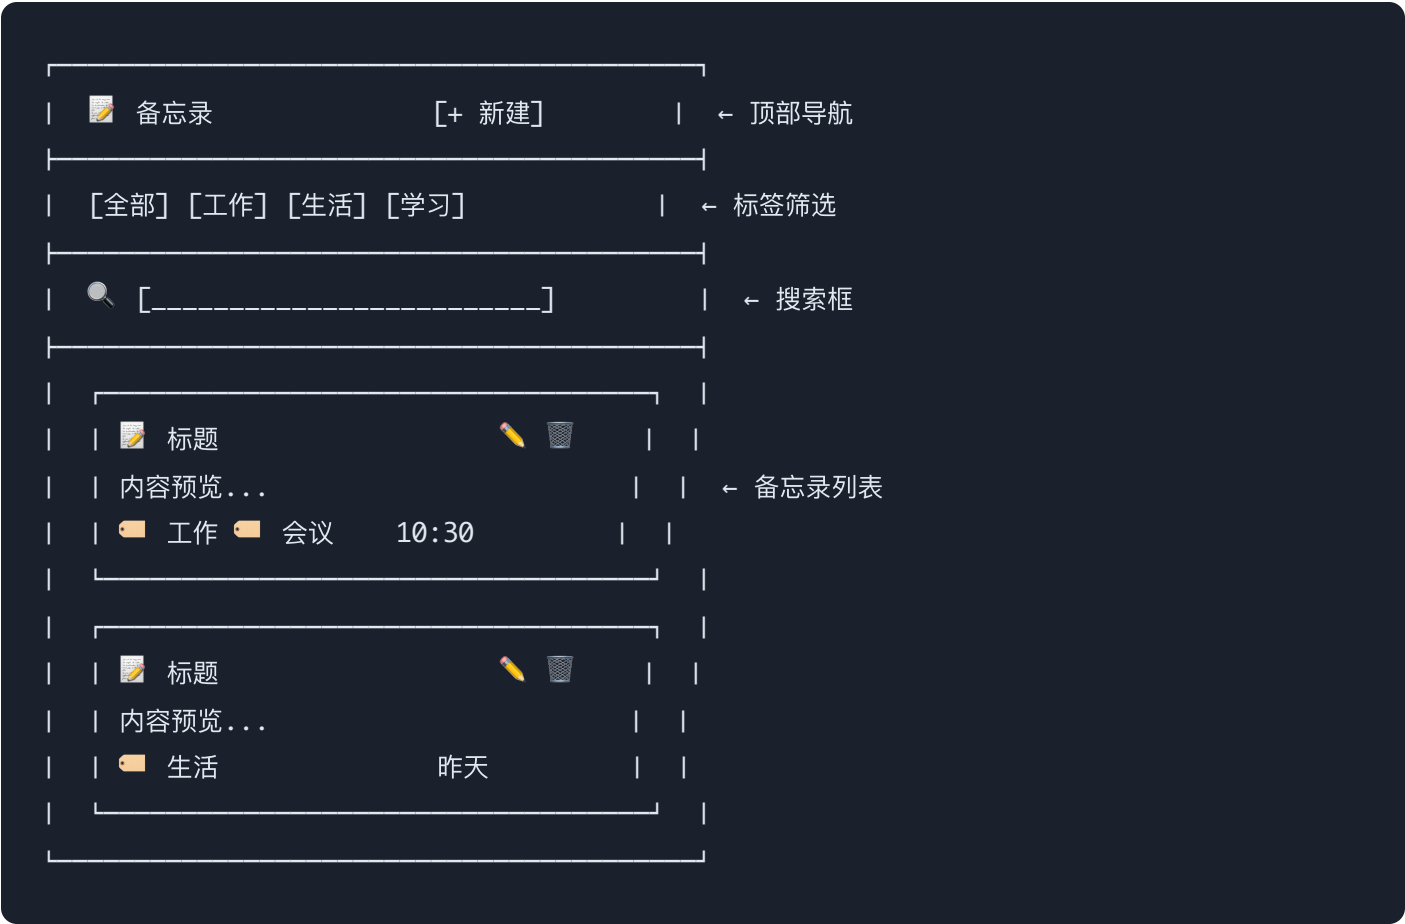 📝 备忘录 [+ 新建] ← 顶部导航
[全部] [工作] [生活] [学习] ← 标签筛选
🔍 [_________________________] ← 搜索框
📝 标题 ✏️ 🗑️
内容预览... ← 备忘录列表
🏷️ 工作 🏷️ 会议 10:30
📝 标题 ✏️ 🗑️
内容预览...
🏷️ 生活 昨天